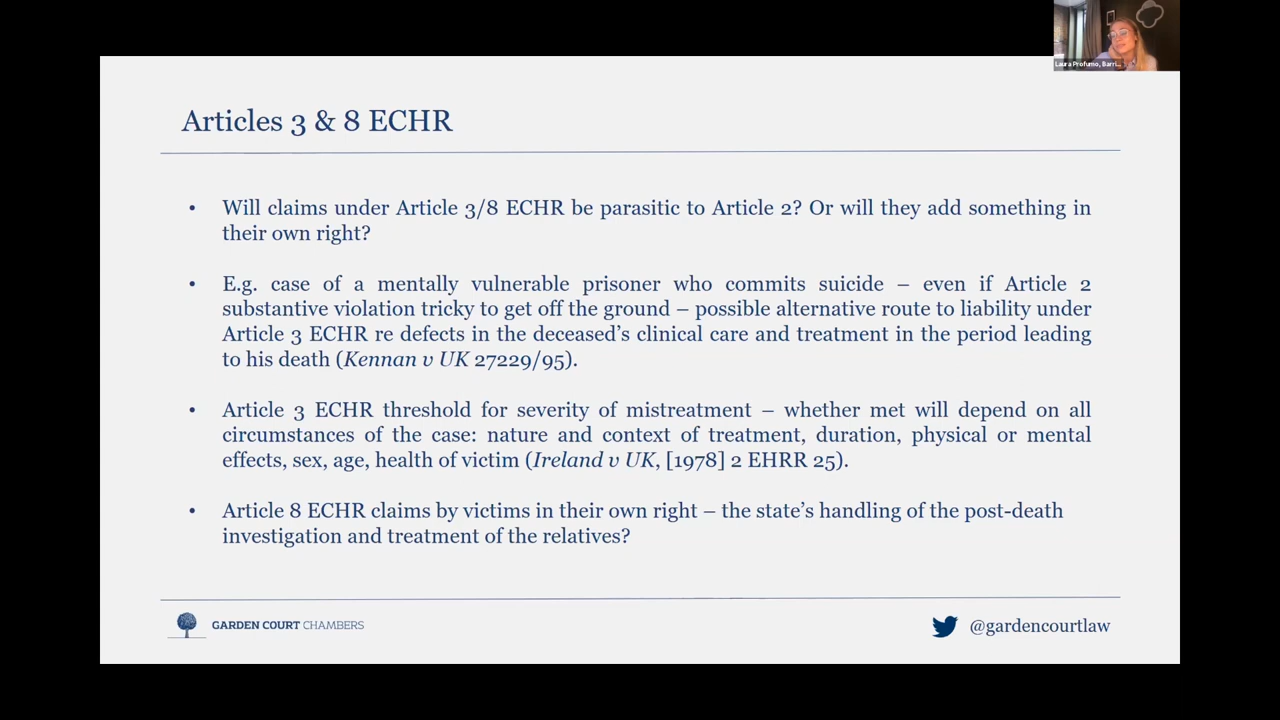 Laura Profumo, Barri...
Articles 3 & 8 ECHR
• Will claims under Article 3/8 ECHR be parasitic to Article 2? Or will they add something in
their own right?
• E.g. case of a mentally vulnerable prisoner who commits suicide – even if Article 2
substantive violation tricky to get off the ground – possible alternative route to liability under
Article 3 ECHR re defects in the deceased's clinical care and treatment in the period leading
to his death (Kennan v UK 27229/95).
• Article 3 ECHR threshold for severity of mistreatment – whether met will depend on all
circumstances of the case: nature and context of treatment, duration, physical or mental
effects, sex, age, health of victim (Ireland v UK, [1978] 2 EHRR 25).
• Article 8 ECHR claims by victims in their own right – the state's handling of the post-death
investigation and treatment of the relatives?
GARDEN COURT CHAMBERS
@gardencourtlaw